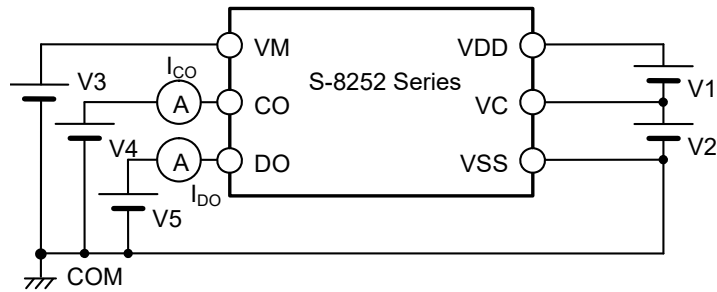 VM
VDD
V3
I_CO
S-8252 Series
V1
A
CO
VC
V4
V2
A
DO
VSS
I_DO
V5
COM